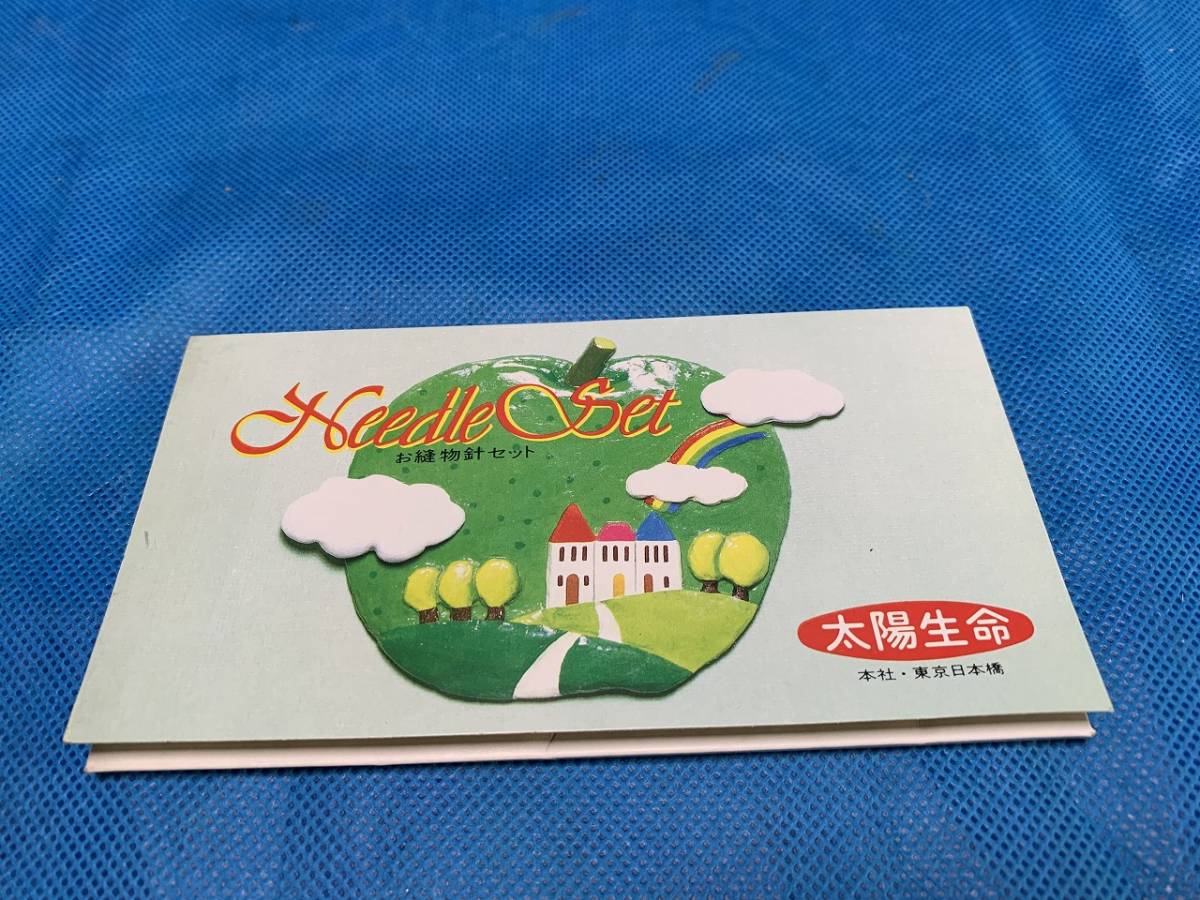 Needle Set
お縫物針セット
太陽生命
本社・東京日本橋